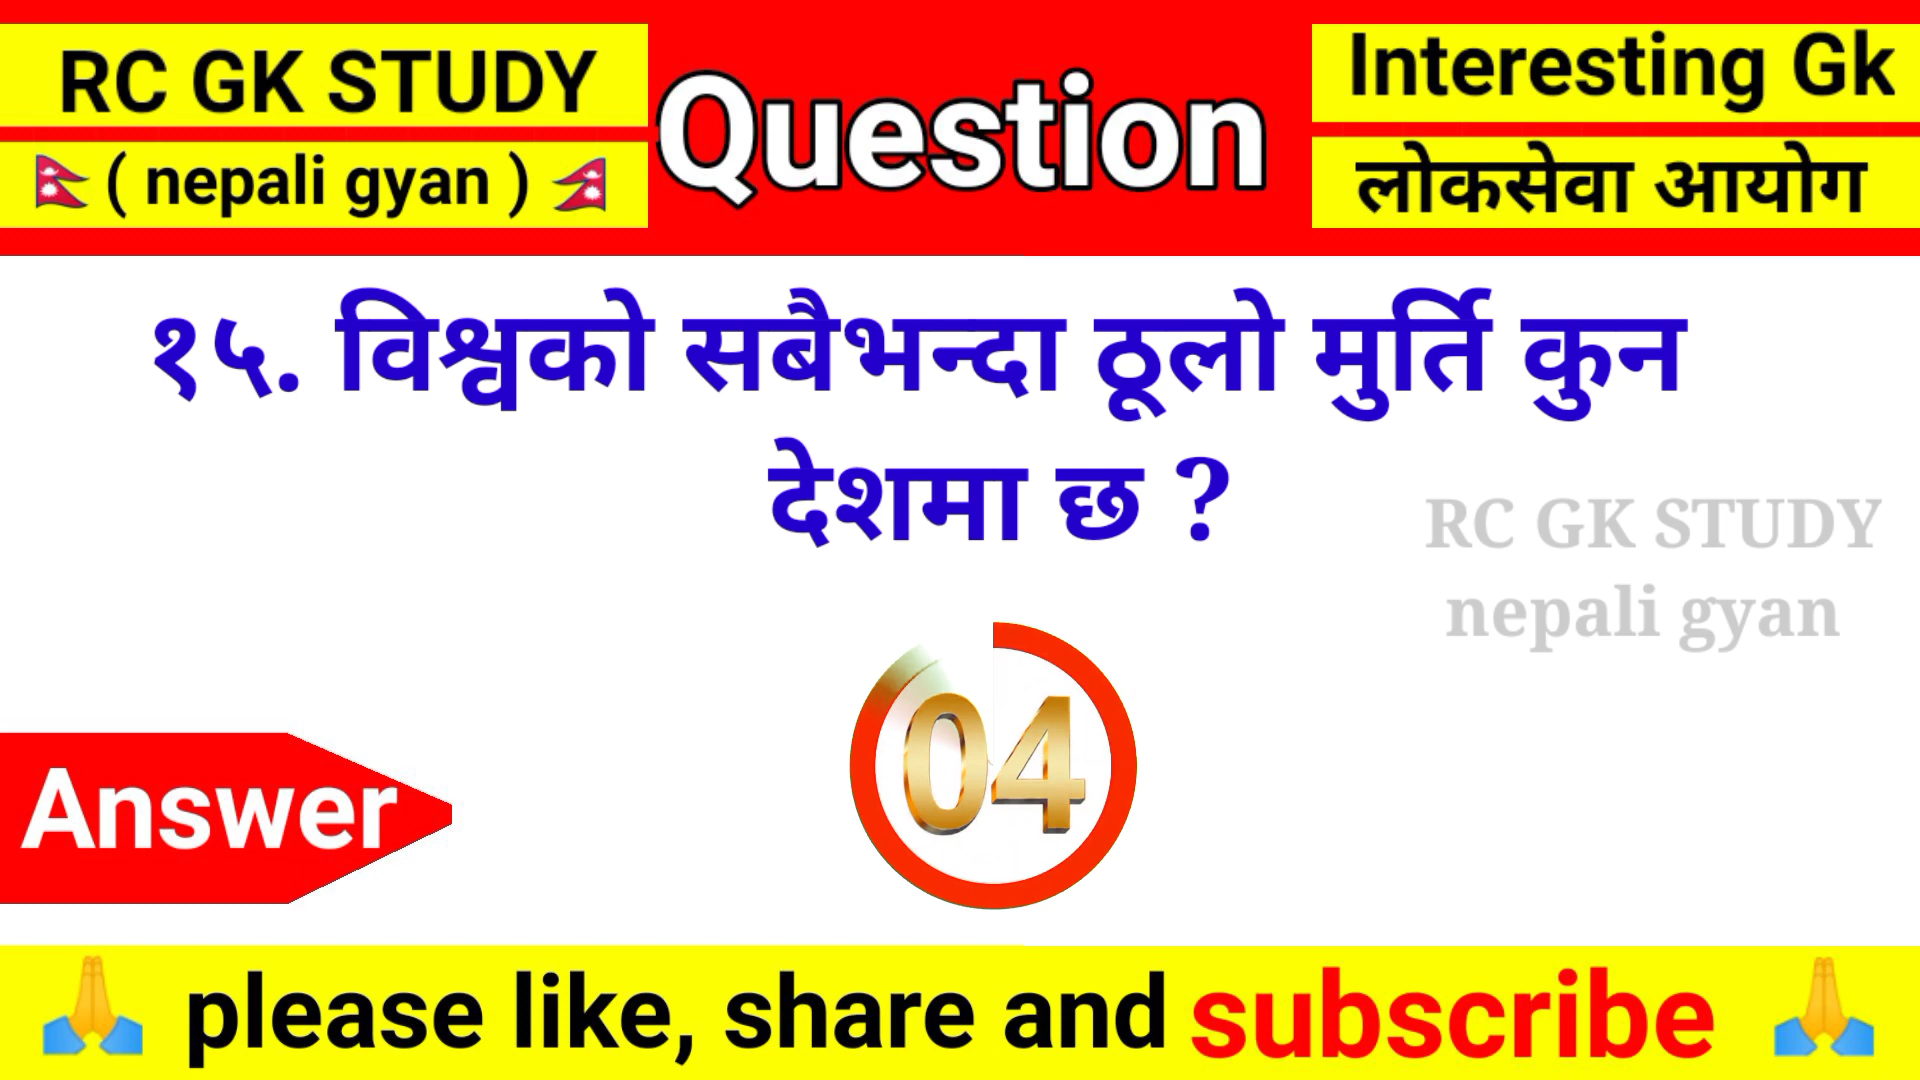 RC GK STUDY
( nepali gyan )
Question
Interesting Gk
लोकसेवा आयोग
१५. विश्वको सबैभन्दा ठूलो मुर्ति कुन
देशमा छ ?
RC GK STUDY
nepali gyan
04
Answer
please like, share and subscribe